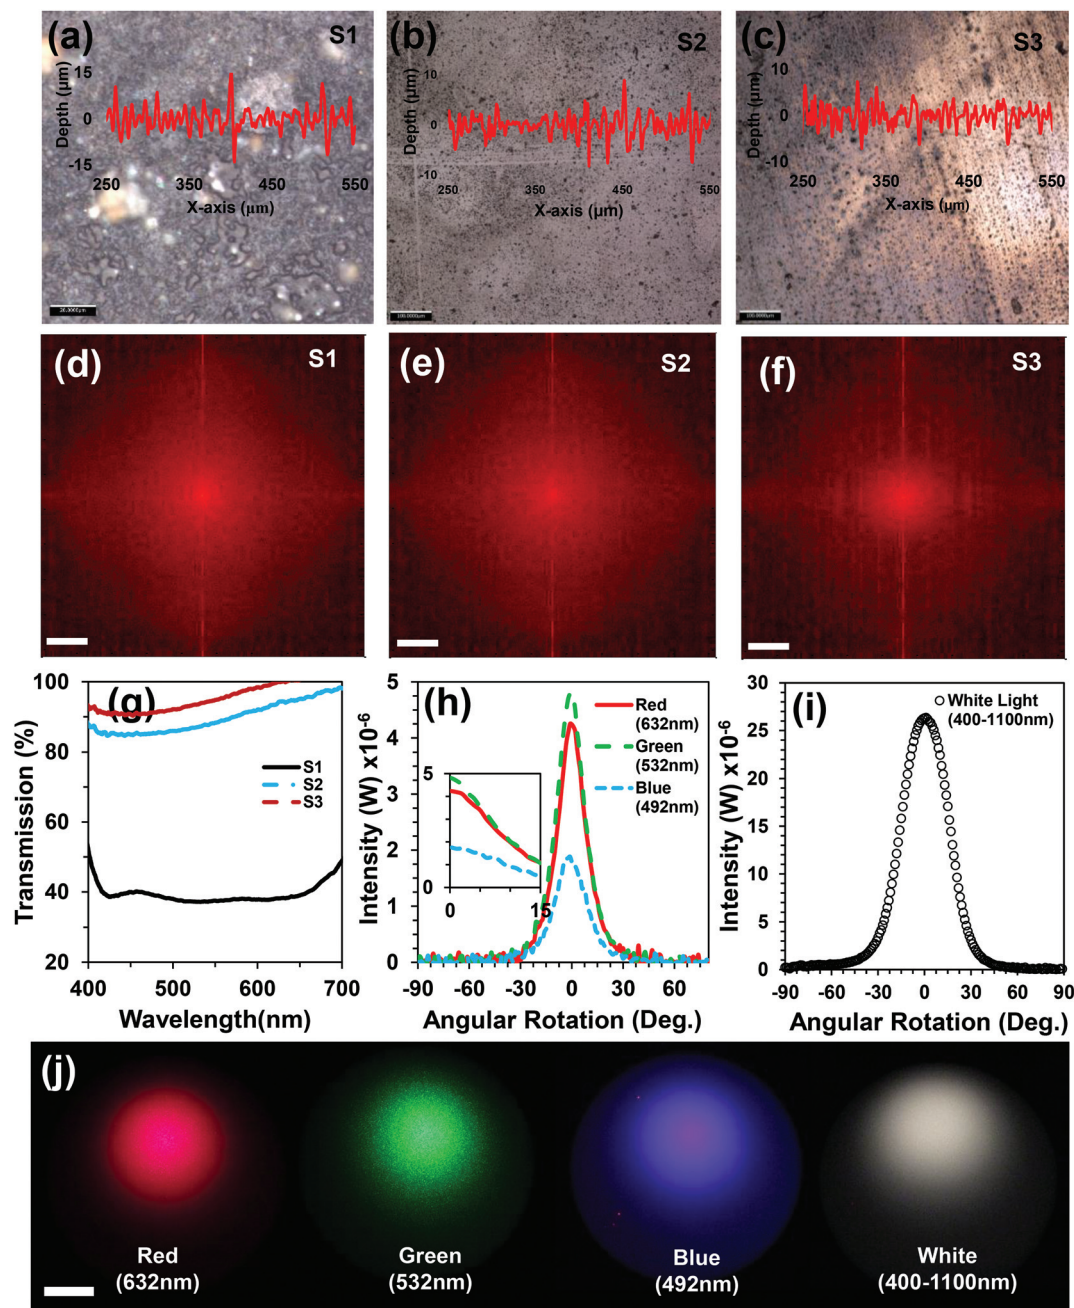 (a)
S1
Depth (µm)
15
0
-15
250
350
450
550
X-axis (µm)
20.0000µm
(b)
S2
Depth (µm)
10
0
-10
250
350
450
550
X-axis (µm)
100.0000µm
(c)
S3
Depth (µm)
10
0
-10
250
350
450
550
X-axis (µm)
100.0000µm
(d)
S1
(e)
S2
(f)
S3
(g)
Transmission (%)
100
80
60
40
20
S1
S2
S3
400
500
600
700
Wavelength(nm)
(h)
Intensity (W) x10-6
5
4
3
2
1
0
Red
(632nm)
Green
(532nm)
Blue
(492nm)
5
0
0
15
-90
-60
-30
0
30
60
Angular Rotation (Deg.)
(i)
Intensity (W) x10-6
30
25
20
15
10
5
0
White Light
(400-1100nm)
-90
-60
-30
0
30
60
90
Angular Rotation (Deg.)
(j)
Red
(632nm)
Green
(532nm)
Blue
(492nm)
White
(400-1100nm)